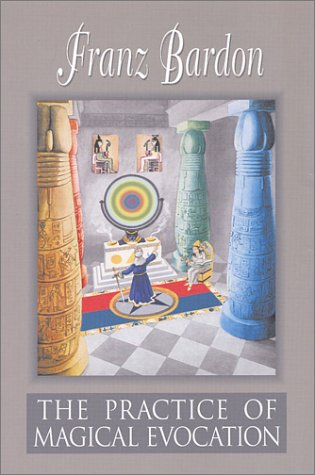 Franz Bardon
THE PRACTICE OF
MAGICAL EVOCATION